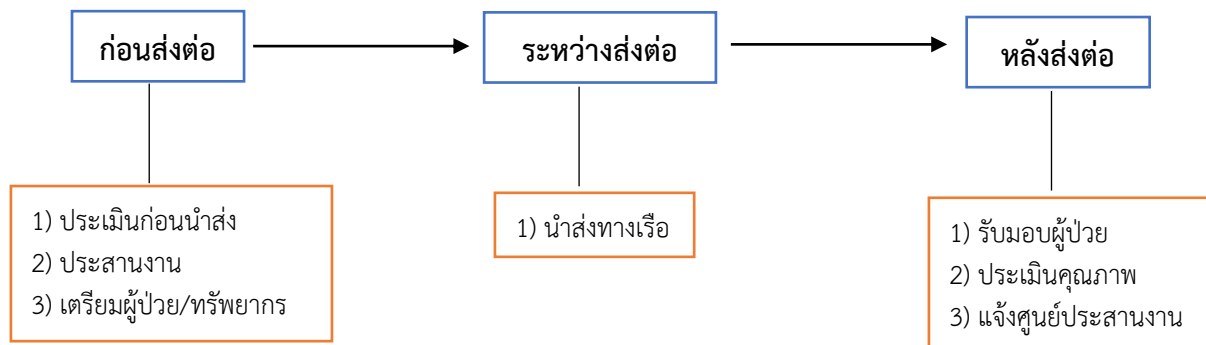 ก่อนส่งต่อ
ระหว่างส่งต่อ
หลังส่งต่อ
1) ประเมินก่อนนำส่ง
2) ประสานงาน
3) เตรียมผู้ป่วย/ทรัพยากร
1) นำส่งทางเรือ
1) รับมอบผู้ป่วย
2) ประเมินคุณภาพ
3) แจ้งศูนย์ประสานงาน